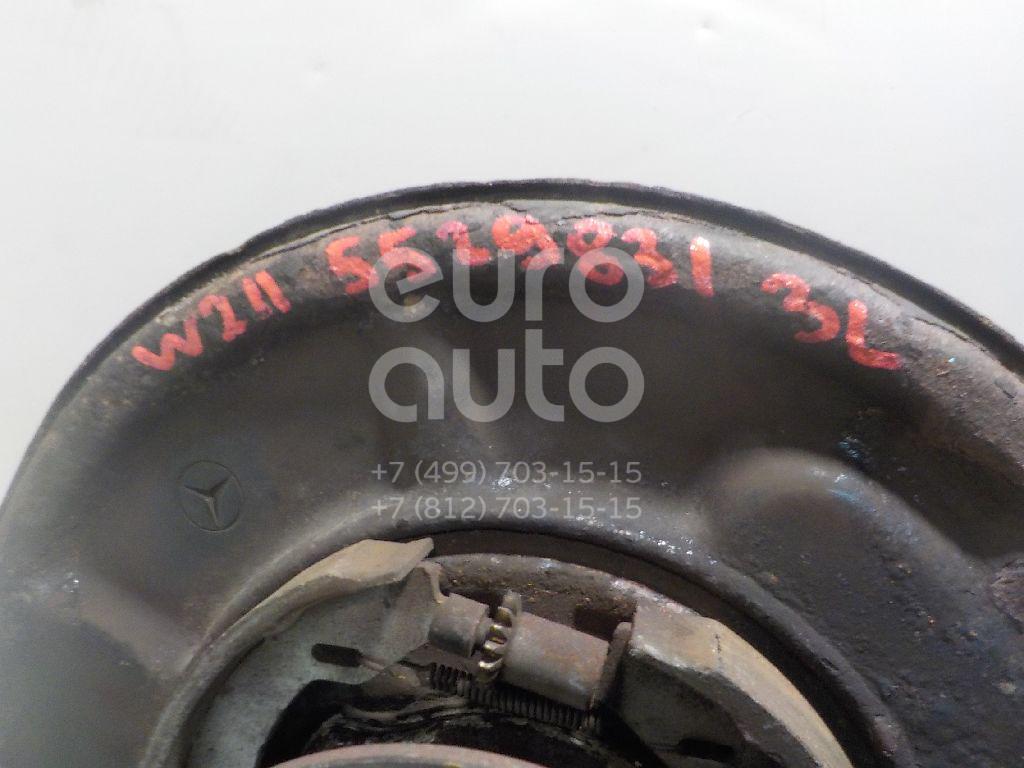 W211 5529831 3L
euro
auto
+7 (499) 703-15-15
+7 (812) 703-15-15